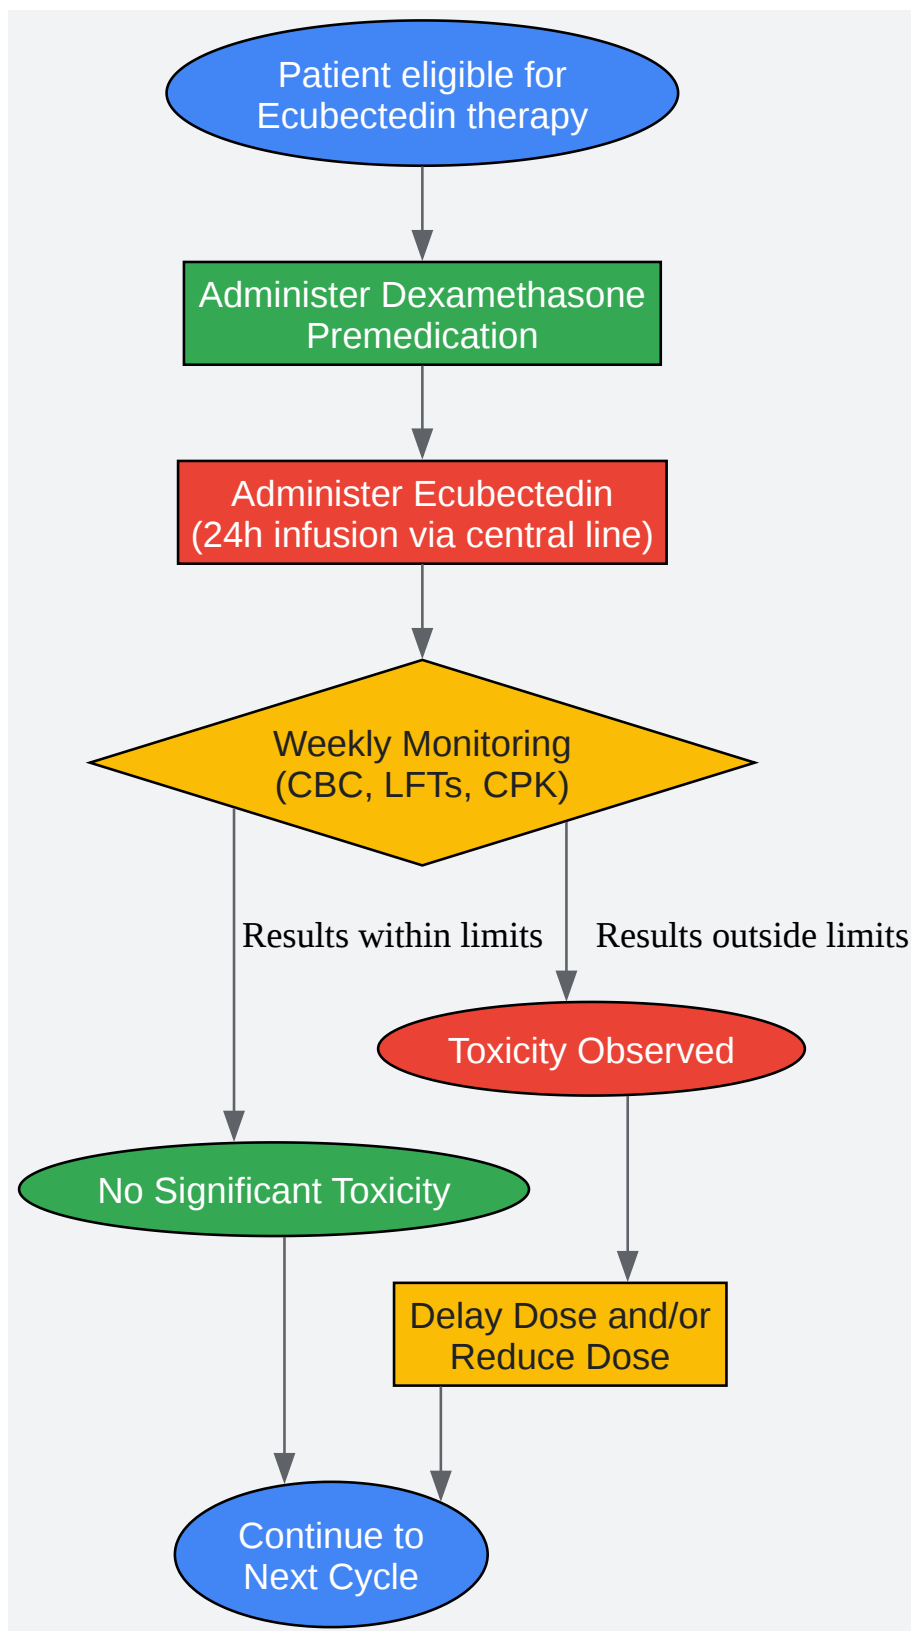 Patient eligible for
Ecubectedin therapy
Administer Dexamethasone
Premedication
Administer Ecubectedin
(24h infusion via central line)
Weekly Monitoring
(CBC, LFTs, CPK)
Results within limits
Results outside limits
Toxicity Observed
No Significant Toxicity
Delay Dose and/or
Reduce Dose
Continue to
Next Cycle